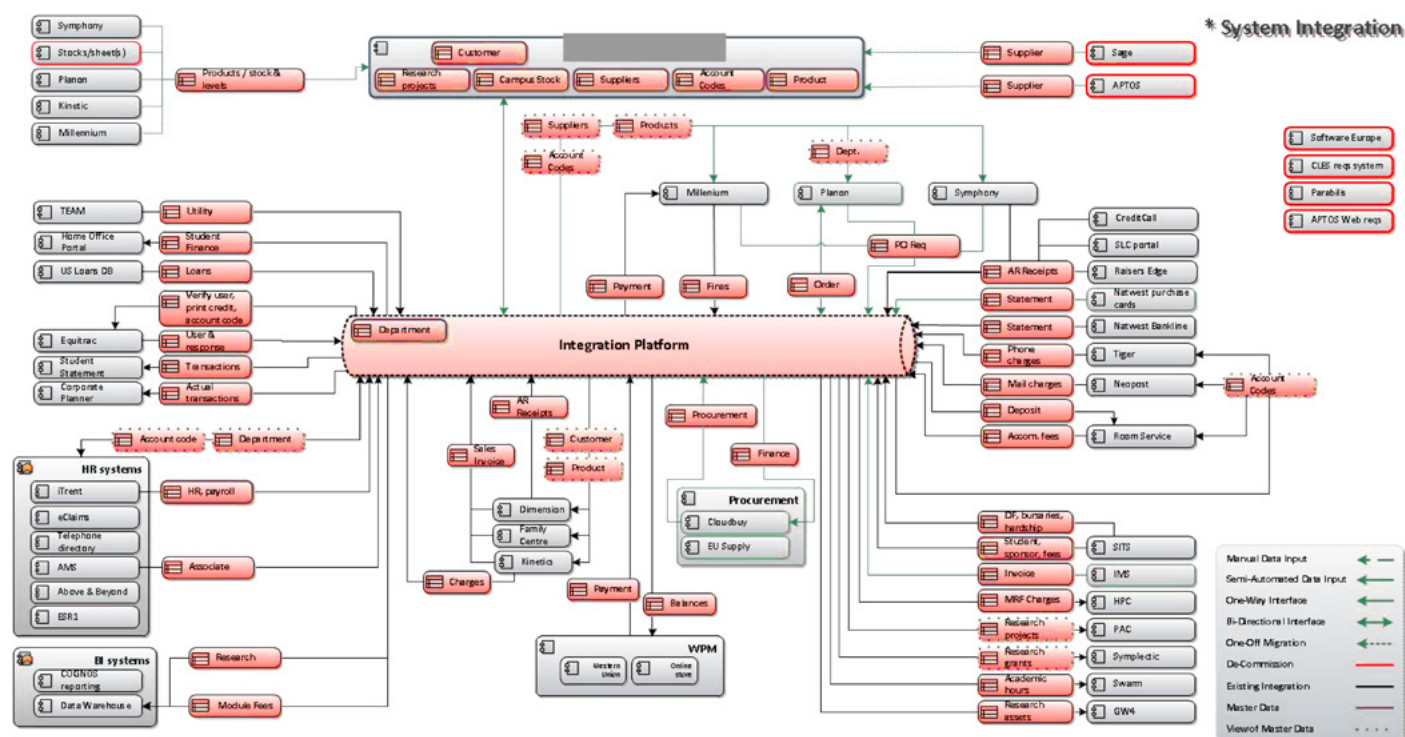 * System Integration
Symphony
Stocks/sheet(s)
Planon
Kinetic
Millennium
Products / stock &
levels
Customer
Research
projects
Campus Stock
Suppliers
Account
Codes_
Product
Supplier
Sage
Supplier
APTOS
Software Europe
CLES reqs system
Parabilis
APTOS Web reqs
Suppliers
Products
Account
Codes
Dept.
Millenium
Planon
Symphony
PO Req
Payment
Fines
Order
TEAM
Utility
Home Office
Portal
Student
Finance
US Loans DB
Loans
Verify user,
print credit,
account code
Equitrac
User &
response
Student
Statement
Transactions
Corporate
Planner
Actual
transactions
Department
Integration Platform
CreditCall
SLC portal
AR Receipts
Raisers Edge
Statement
Natwest purchase
cards
Statement
Natwest Bankline
Phone
charges
Tiger
Mail charges
Neopost
Account
Codes
Deposit
Accom. fees
Room Service
Account code
Department
HR systems
iTrent
HR, payroll
eClaims
Telephone
directory
AMS
Associate
Above & Beyond
ESR1
BI systems
COGNOS
reporting
Data Warehouse
Research
Module Fees
AR
Receipts
Sales
Invoice
Customer
Product
Dimension
Family
Centre
Kinetics
Charges
Procurement
Finance
Procurement
Cloudbuy
EU Supply
Payment
Balances
WPM
Western
Union
Online
store
DF, bursaries,
hardship
Student,
sponsor, fees
SITS
Invoice
IMS
MRF Charges
HPC
Research
projects
PAC
Research
grants
Symplectic
Academic
hours
Swarm
Research
assets
GW4
Manual Data Input
Semi-Automated Data Input
One-Way Interface
Bi-Directional Interface
One-Off Migration
De-Commission
Existing Integration
Master Data
View of Master Data